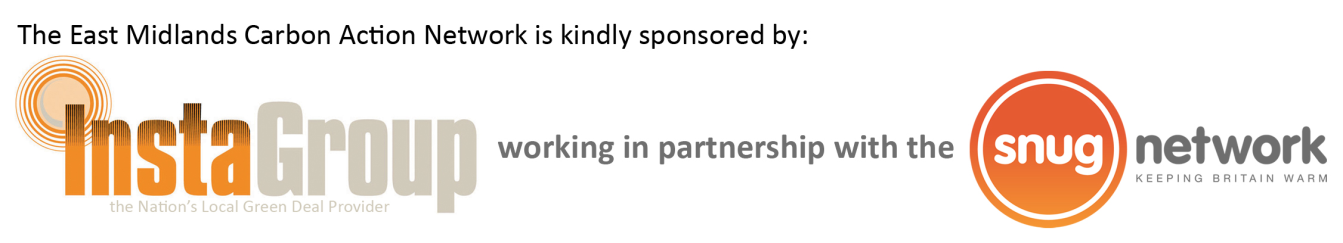 The East Midlands Carbon Action Network is kindly sponsored by:
InstaGroup
the Nation's Local Green Deal Provider
working in partnership with the
snug network
KEEPING BRITAIN WARM